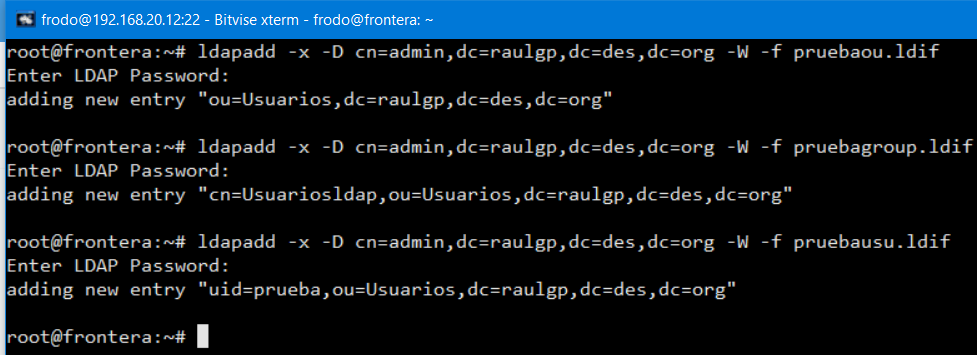 frodo@192.168.20.12:22 - Bitvise xterm - frodo@frontera: ~
root@frontera:~# ldapadd -x -D cn=admin,dc=raulgp,dc=des,dc=org -W -f pruebaou.ldif
Enter LDAP Password:
adding new entry "ou=Usuarios,dc=raulgp,dc=des,dc=org"
root@frontera:~# ldapadd -x -D cn=admin,dc=raulgp,dc=des,dc=org -W -f pruebagroup.ldif
Enter LDAP Password:
adding new entry "cn=Usuariosldap,ou=Usuarios,dc=raulgp,dc=des,dc=org"
root@frontera:~# ldapadd -x -D cn=admin,dc=raulgp,dc=des,dc=org -W -f pruebausu.ldif
Enter LDAP Password:
adding new entry "uid=prueba,ou=Usuarios,dc=raulgp,dc=des,dc=org"
root@frontera:~#